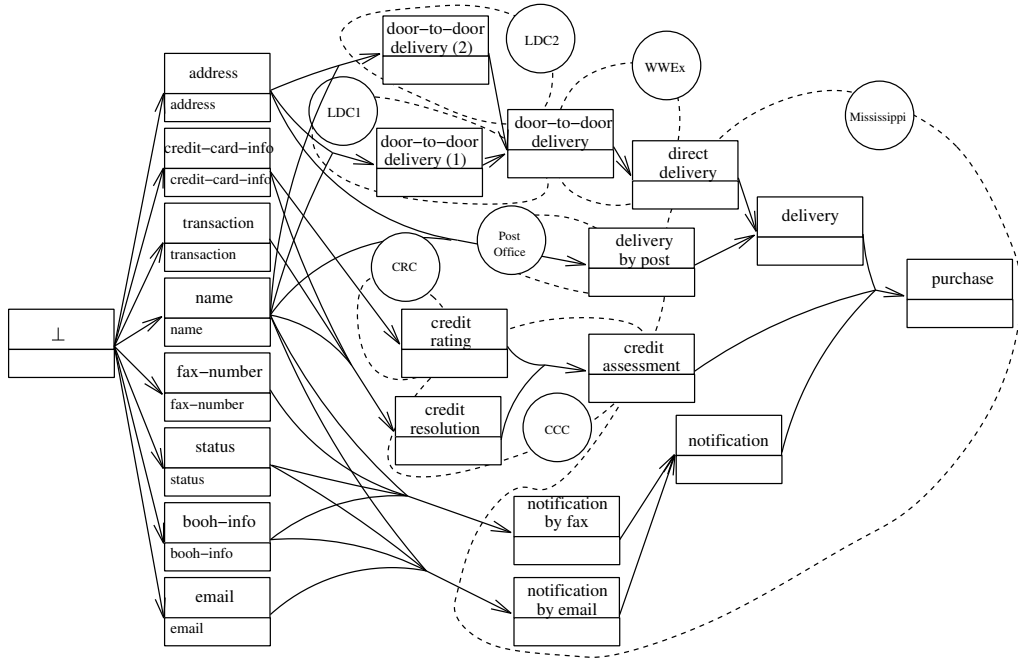 door−to−door
delivery (2)
LDC2
WWEx
address
address
LDC1
door−to−door
delivery
Mississippi
credit−card−info
credit−card−info
door−to−door
delivery (1)
direct
delivery
transaction
transaction
Post
Office
delivery
by post
delivery
CRC
name
name
purchase
⊥
credit
rating
credit
assessment
fax−number
fax−number
credit
resolution
CCC
status
status
notification
booh−info
booh−info
notification
by fax
email
email
notification
by email